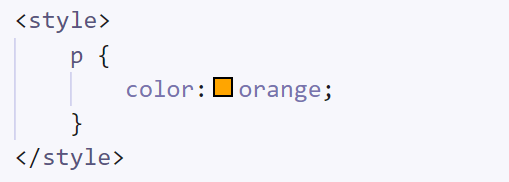 <style>
p {
color: orange;
}
</style>